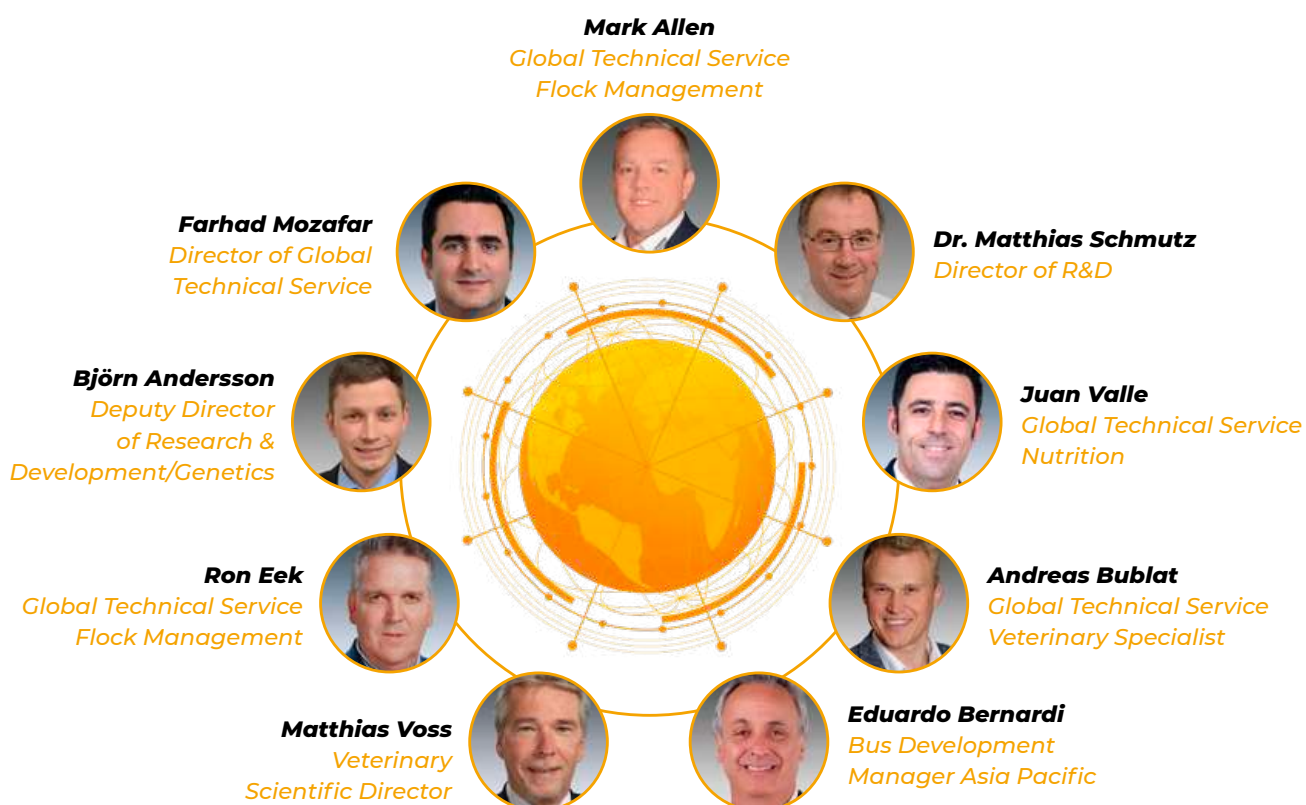 Mark Allen
Global Technical Service
Flock Management
Farhad Mozafar
Director of Global
Technical Service
Dr. Matthias Schmutz
Director of R&D
Björn Andersson
Deputy Director
of Research &
Development/Genetics
Juan Valle
Global Technical Service
Nutrition
Ron Eek
Global Technical Service
Flock Management
Andreas Bublat
Global Technical Service
Veterinary Specialist
Matthias Voss
Veterinary
Scientific Director
Eduardo Bernardi
Bus Development
Manager Asia Pacific